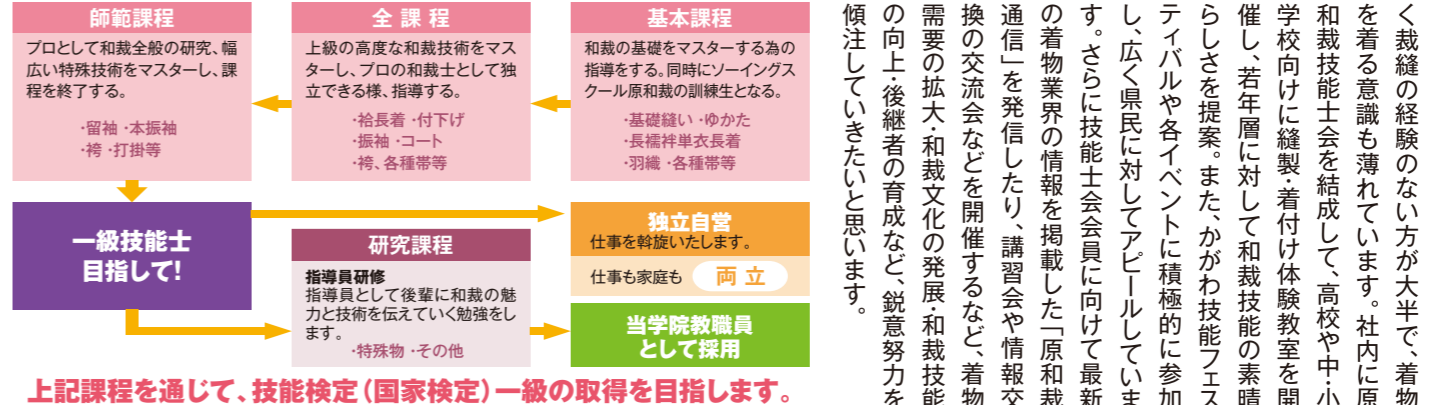 師範課程
プロとして和裁全般の研究、幅
広い特殊技術をマスターし、課
程を終了する。
・留袖 ・本振袖
・袴 ・打掛等
全 課 程
上級の高度な和裁技術をマス
ターし、プロの和裁士として独
立できる様、指導する。
・袷長着 ・付下げ
・振袖 ・コート
・袴、各種帯等
基本課程
和裁の基礎をマスターする為の
指導をする。同時にソーイングス
クール原和裁の訓練生となる。
・基礎縫い ・ゆかた
・長襦袢単衣長着
・羽織 ・各種帯等
一級技能士
目指して!
研究課程
指導員研修
指導員として後輩に和裁の魅
力と技術を伝えていく勉強をし
ます。
・特殊物 ・その他
独立自営
仕事を斡旋いたします。
仕事も家庭も 両 立
当学院教職員
として採用
上記課程を通じて、技能検定(国家検定)一級の取得を目指します。
く裁縫の経験のない方が大半で、着物
を着る意識も薄れています。社内に原
和裁技能士会を結成して、高校や中・小
学校向けに縫製・着付け体験教室を開
催し、若年層に対して和裁技能の素晴
らしさを提案。また、かがわ技能フェス
ティバルや各イベントに積極的に参加
し、広く県民に対してアピールしていま
す。さらに技能士会会員に向けて最新
の着物業界の情報を掲載した「原和裁
通信」を発信したり、講習会や情報交
換の交流会などを開催するなど、着物
需要の拡大・和裁文化の発展・和裁技能
の向上・後継者の育成など、鋭意努力を
傾注していきたいと思います。